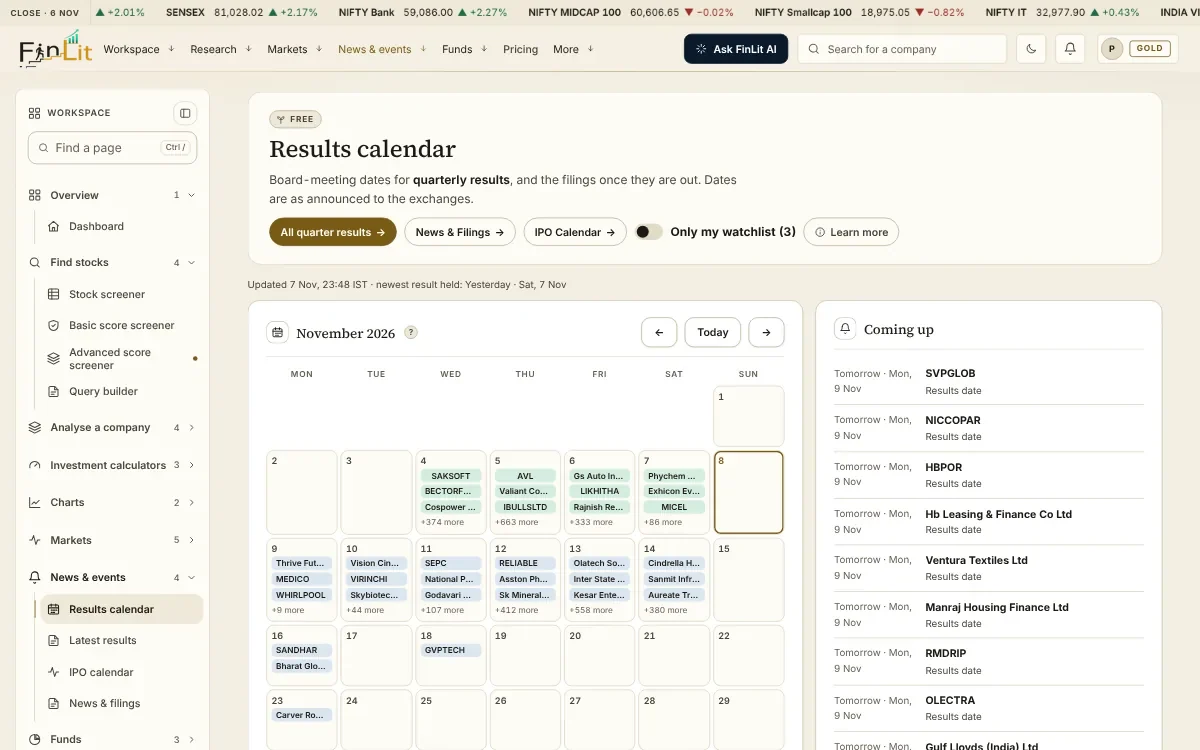 CLOSE · 6 NOV ▲ +2.01% SENSEX 81,028.02 ▲ +2.17% NIFTY Bank 59,086.00 ▲ +2.27% NIFTY MIDCAP 100 60,606.65 ▼ −0.02% NIFTY Smallcap 100 18,975.05 ▼ −0.82% NIFTY IT 32,977.90 ▲ +0.43% INDIA
FinLit
Workspace Research Markets News & events Funds Pricing More
Ask FinLit AI
Search for a company
P GOLD
WORKSPACE
Find a page Ctrl /
Overview 1
Dashboard
Find stocks 4
Stock screener
Basic score screener
Advanced score
screener
Query builder
Analyse a company 4
Investment calculators 3
Charts 2
Markets 5
News & events 4
Results calendar
Latest results
IPO calendar
News & filings
Funds 3
FREE
Results calendar
Board-meeting dates for quarterly results, and the filings once they are out. Dates
are as announced to the exchanges.
All quarter results → News & Filings → IPO Calendar → Only my watchlist (3) Learn more
Updated 7 Nov, 23:48 IST · newest result held: Yesterday · Sat, 7 Nov
November 2026 ? ← Today →
MON TUE WED THU FRI SAT SUN
1
2 3 4 5 6 7 8
SAKSOFT AVL Gs Auto In... Phychem ...
BECTORF... Valiant Co... LIKHITHA Exhicon Ev...
Cospower ... IBULLSLTD Rajnish Re... MICEL
+374 more +663 more +333 more +86 more
9 10 11 12 13 14 15
Thrive Fut... Vision Cin... SEPC RELIABLE Olatech So... Cindrella H...
MEDICO VIRINCHI National P... Asston Ph... Inter State ... Sanmit Infr...
WHIRLPOOL Skybiotec... Godavari ... Sk Mineral... Kesar Ente... Aureate Tr...
+9 more +44 more +107 more +412 more +558 more +380 more
16 17 18 19 20 21 22
SANDHAR GVPTECH
Bharat Glo...
23 24 25 26 27 28 29
Carver Ro...
Coming up
Tomorrow · Mon, SVPGLOB
9 Nov Results date
Tomorrow · Mon, NICCOPAR
9 Nov Results date
Tomorrow · Mon, HBPOR
9 Nov Results date
Tomorrow · Mon, Hb Leasing & Finance Co Ltd
9 Nov Results date
Tomorrow · Mon, Ventura Textiles Ltd
9 Nov Results date
Tomorrow · Mon, Manraj Housing Finance Ltd
9 Nov Results date
Tomorrow · Mon, RMDRIP
9 Nov Results date
Tomorrow · Mon, OLECTRA
9 Nov Results date
Tomorrow · Mon, Gulf Lloyds (India) Ltd